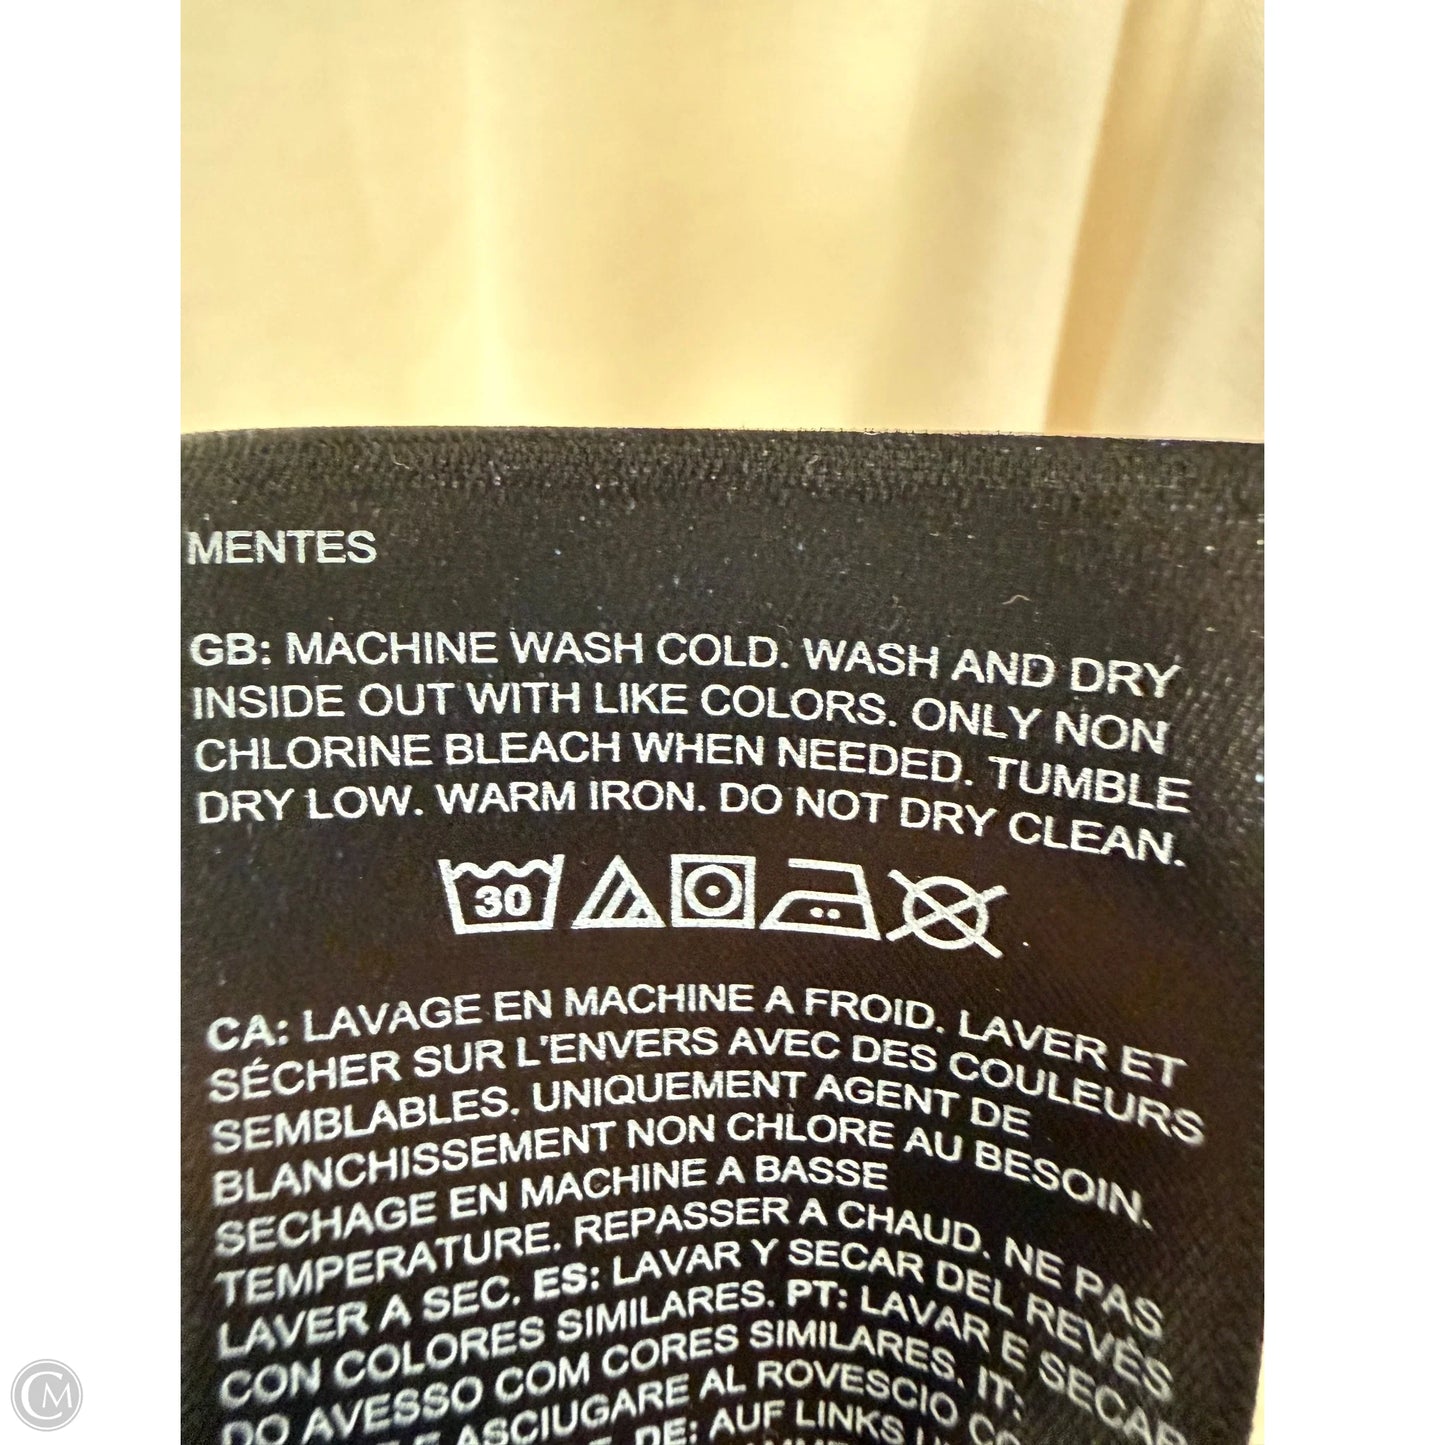 MENTES
GB: MACHINE WASH COLD. WASH AND DRY
INSIDE OUT WITH LIKE COLORS. ONLY NON
CHLORINE BLEACH WHEN NEEDED. TUMBLE
DRY LOW. WARM IRON. DO NOT DRY CLEAN.
30
CA: LAVAGE EN MACHINE A FROID. LAVER ET
SÉCHER SUR L'ENVERS AVEC DES COULEURS
SEMBLABLES. UNIQUEMENT AGENT DE
BLANCHISSEMENT NON CHLORE AU BESOIN.
SECHAGE EN MACHINE A BASSE
TEMPERATURE. REPASSER A CHAUD. NE PAS
LAVER A SEC. ES: LAVAR Y SECAR DEL REVÉS
CON COLORES SIMILARES. PT: LAVAR E SECAR
DO AVESSO COM CORES SIMILARES. IT:
E ASCIUGARE AL ROVESCIO
DE: AUF LINKS
CM